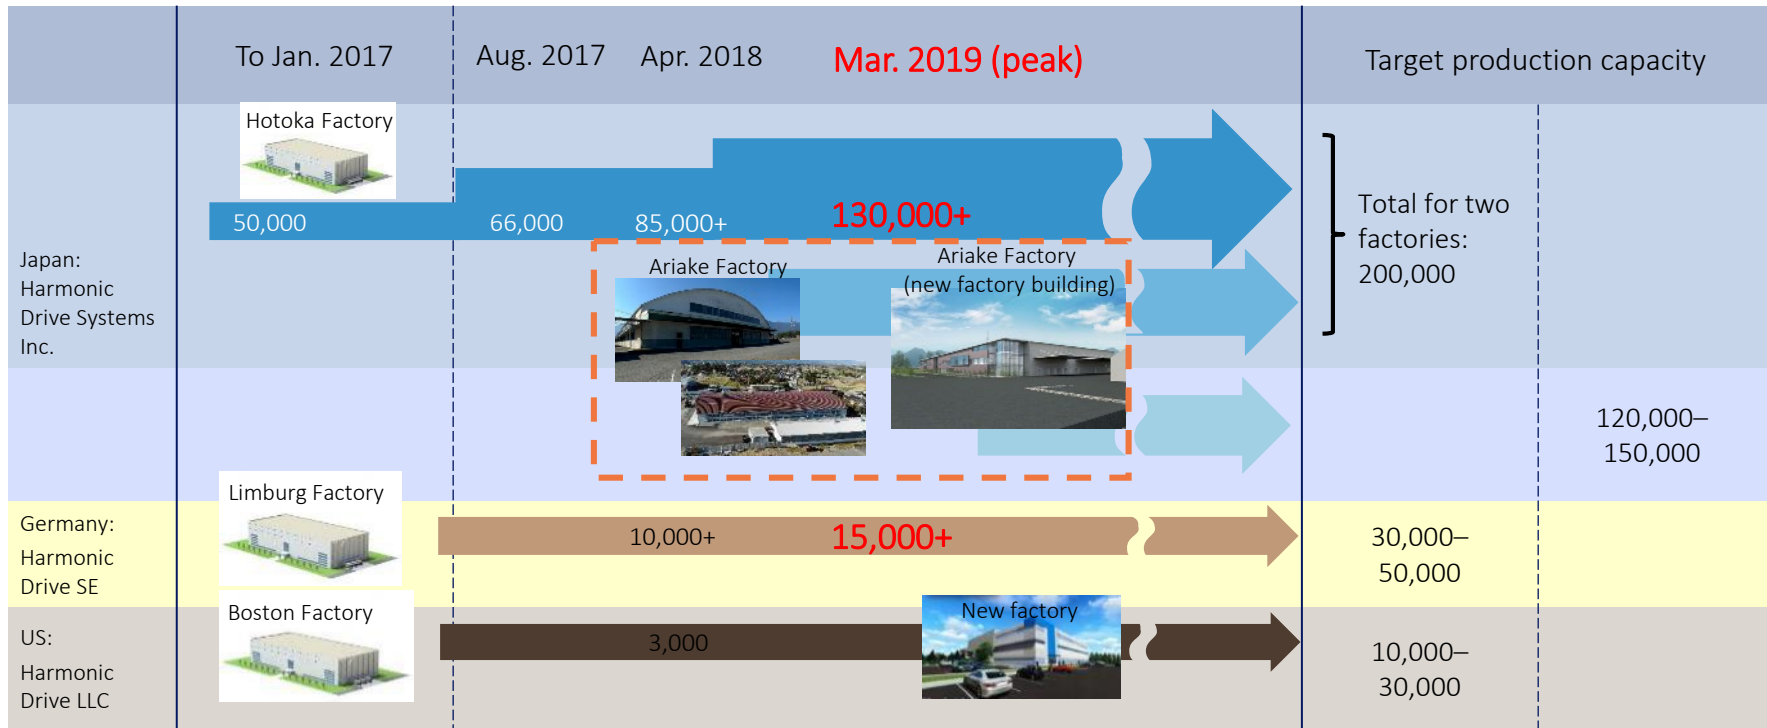 To Jan. 2017
Aug. 2017
Apr. 2018
Mar. 2019 (peak)
Target production capacity
Japan:
Harmonic
Drive Systems
Inc.
Hotoka Factory
50,000
66,000
85,000+
130,000+
Ariake Factory
Ariake Factory
(new factory building)
Total for two
factories:
200,000
120,000–
150,000
Germany:
Harmonic
Drive SE
Limburg Factory
10,000+
15,000+
30,000–
50,000
US:
Harmonic
Drive LLC
Boston Factory
3,000
New factory
10,000–
30,000